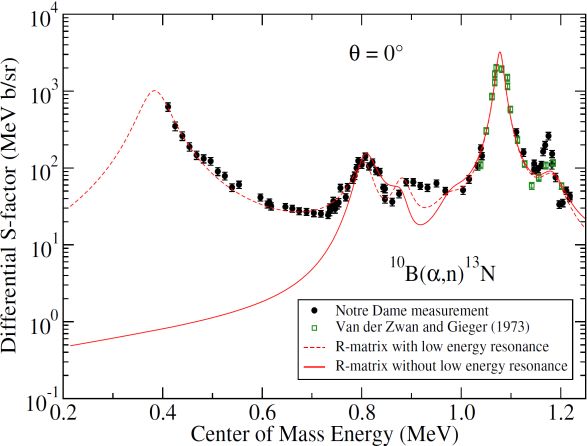 10^4
10^3
10^2
10^1
10^0
10^-1
Differential S-factor (MeV b/sr)
θ = 0°
^10B(α,n)^13N
Notre Dame measurement
Van der Zwan and Gieger (1973)
R-matrix with low energy resonance
R-matrix without low energy resonance
0.2 0.4 0.6 0.8 1.0 1.2
Center of Mass Energy (MeV)